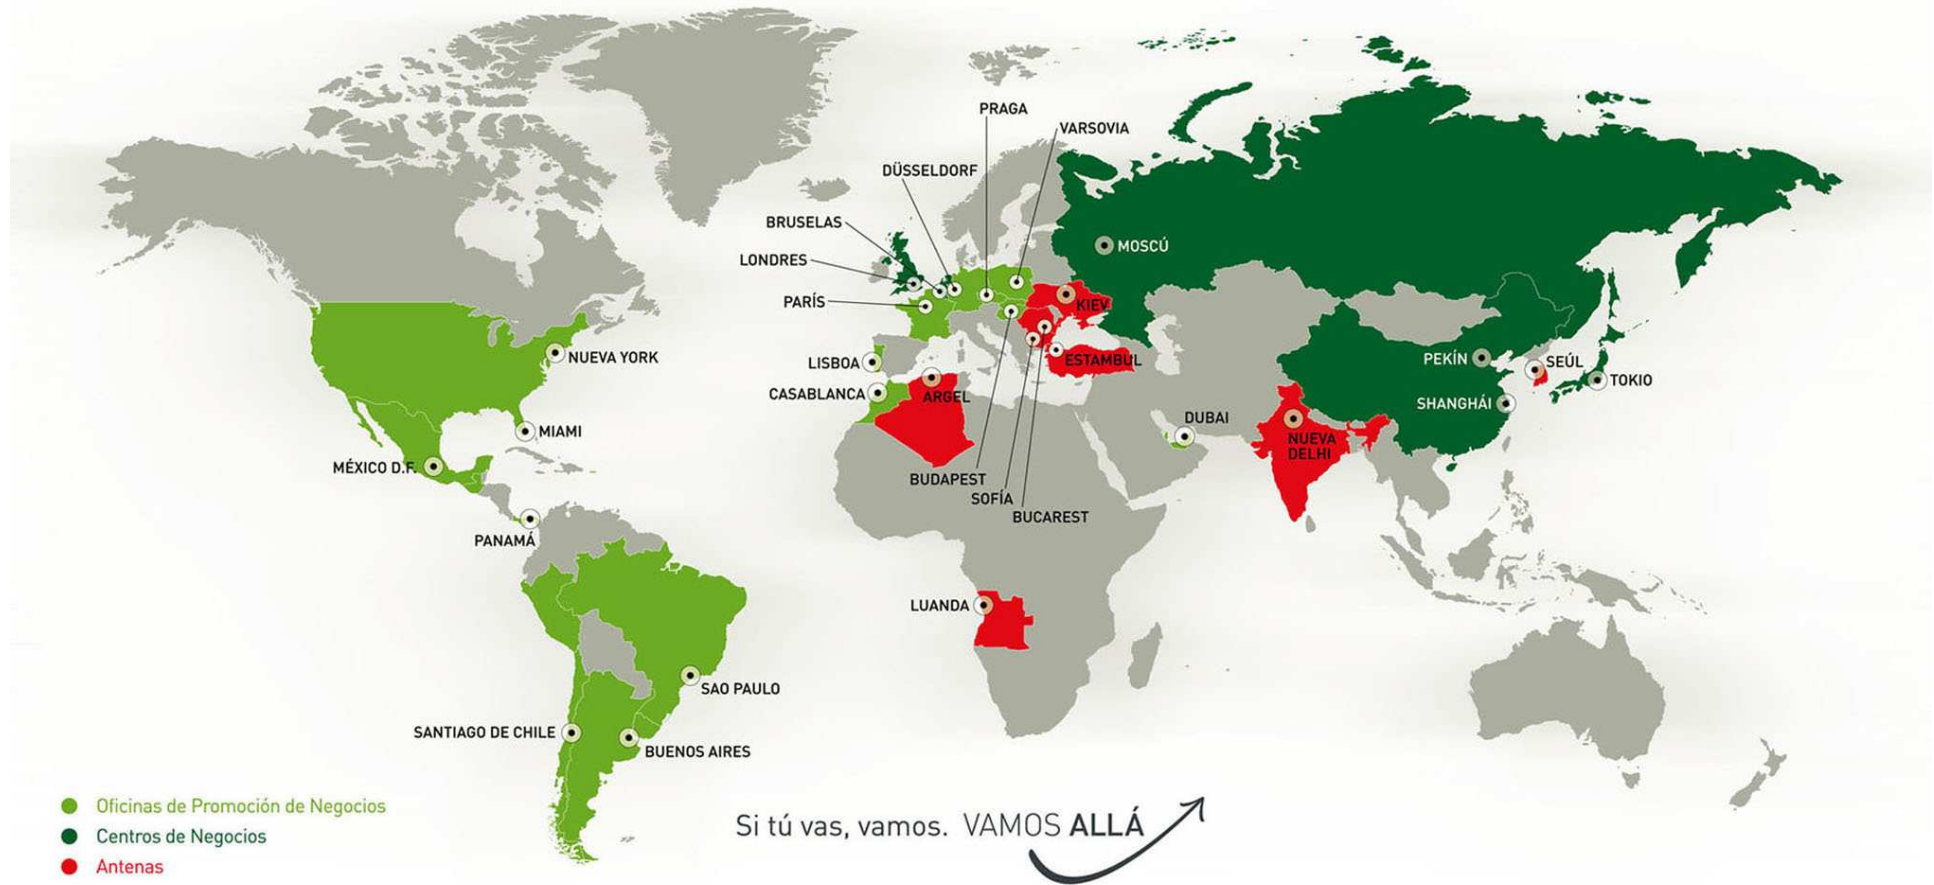 PRAGA
VARSOVIA
DÜSSELDORF
BRUSELAS
LONDRES
PARÍS
MOSCÚ
KIEV
NUEVA YORK
LISBOA
ESTAMBUL
PEKÍN
SEÚL
TOKIO
CASABLANCA
ARGEL
SHANGHÁI
MIAMI
DUBAI
NUEVA
DELHI
MÉXICO D.F.
BUDAPEST
SOFÍA
BUCAREST
PANAMÁ
LUANDA
SAO PAULO
SANTIAGO DE CHILE
BUENOS AIRES
Oficinas de Promoción de Negocios
Centros de Negocios
Antenas
Si tú vas, vamos. VAMOS ALLÁ